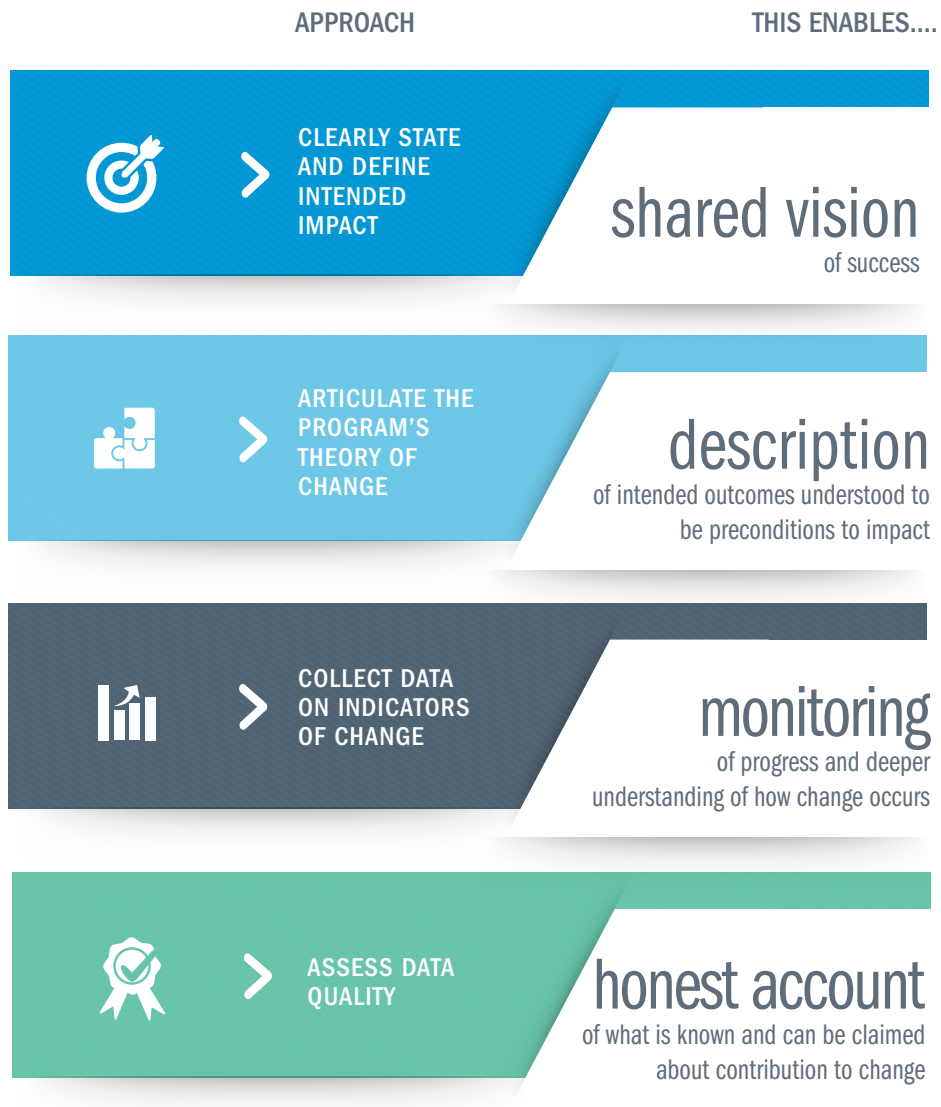 APPROACH
THIS ENABLES....
CLEARLY STATE
AND DEFINE
INTENDED
IMPACT
shared vision
of success
ARTICULATE THE
PROGRAM'S
THEORY OF
CHANGE
description
of intended outcomes understood to
be preconditions to impact
COLLECT DATA
ON INDICATORS
OF CHANGE
monitoring
of progress and deeper
understanding of how change occurs
ASSESS DATA
QUALITY
honest account
of what is known and can be claimed
about contribution to change